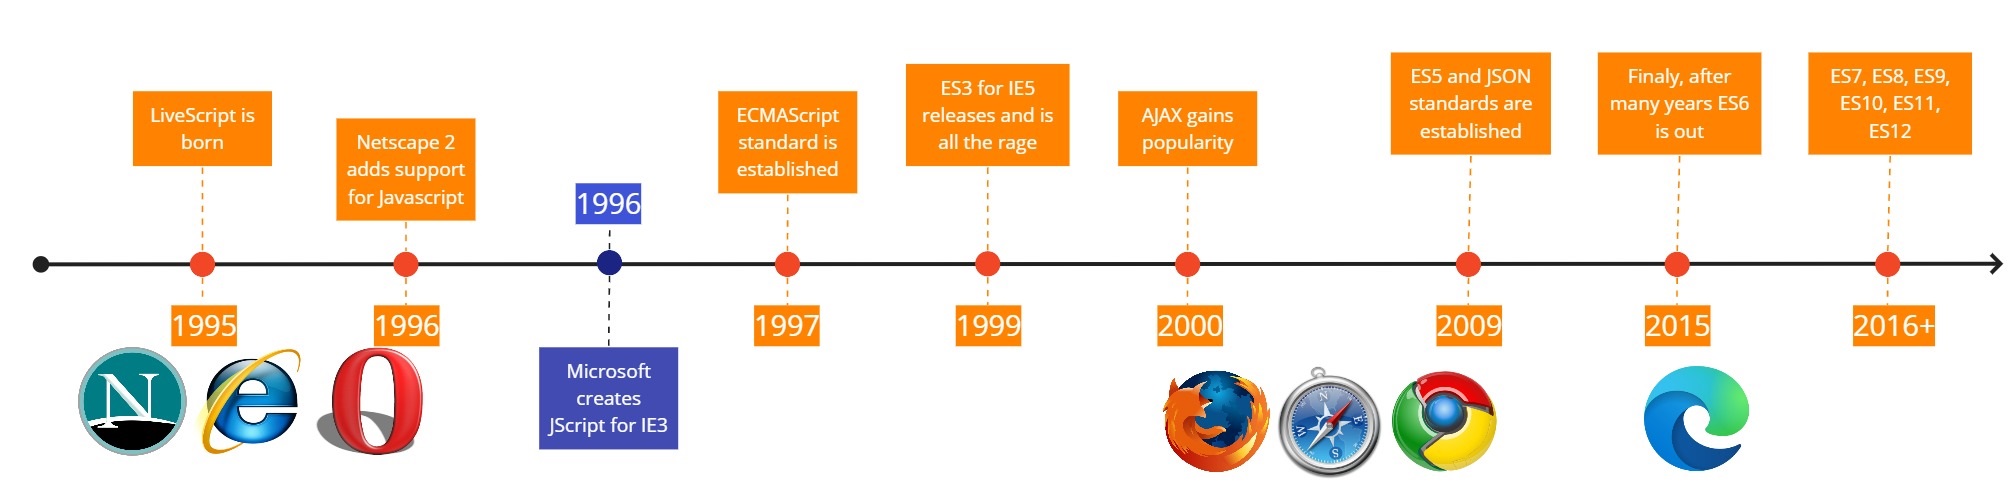 LiveScript is
born
1995
Netscape 2
adds support
for Javascript
1996
1996
Microsoft
creates
JScript for IE3
ECMAScript
standard is
established
1997
ES3 for IE5
releases and is
all the rage
1999
AJAX gains
popularity
2000
ES5 and JSON
standards are
established
2009
Finaly, after
many years ES6
is out
2015
ES7, ES8, ES9,
ES10, ES11,
ES12
2016+
N
N
E
S
W